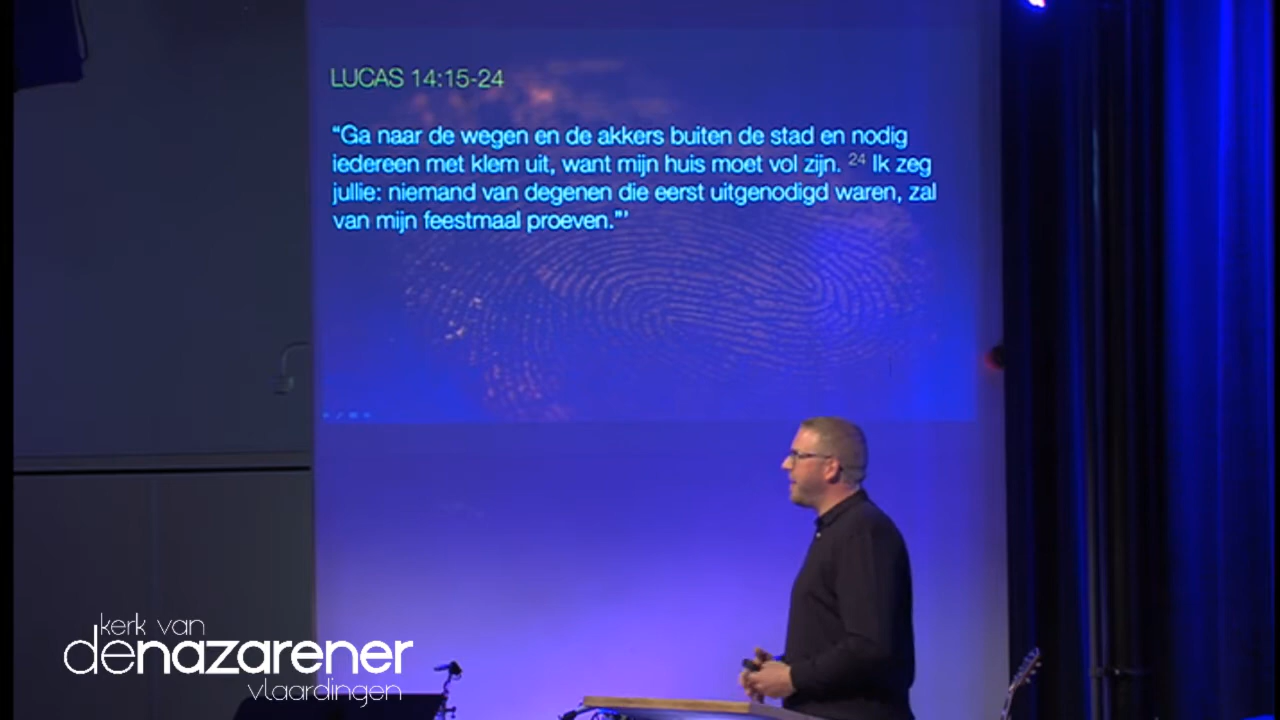 LUCAS 14:15-24
“Ga naar de wegen en de akkers buiten de stad en nodig
iedereen met klem uit, want mijn huis moet vol zijn. 24 Ik zeg
jullie: niemand van degenen die eerst uitgenodigd waren, zal
van mijn feestmaal proeven.”’
kerk van
denazarener
vlaardingen